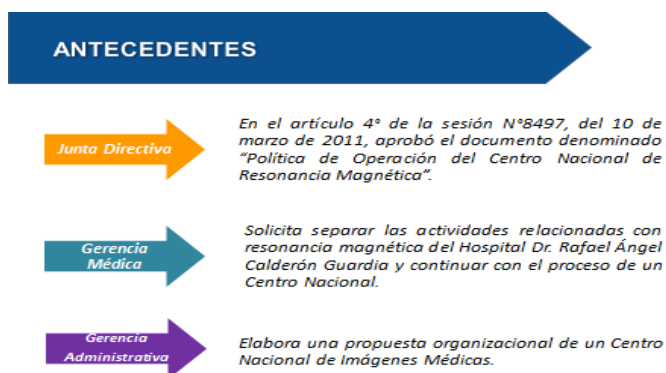 ANTECEDENTES
Junta Directiva
En el artículo 4° de la sesión N°8497, del 10 de
marzo de 2011, aprobó el documento denominado
“Política de Operación del Centro Nacional de
Resonancia Magnética”.
Gerencia
Médica
Solicita separar las actividades relacionadas con
resonancia magnética del Hospital Dr. Rafael Ángel
Calderón Guardia y continuar con el proceso de un
Centro Nacional.
Gerencia
Administrativa
Elabora una propuesta organizacional de un Centro
Nacional de Imágenes Médicas.